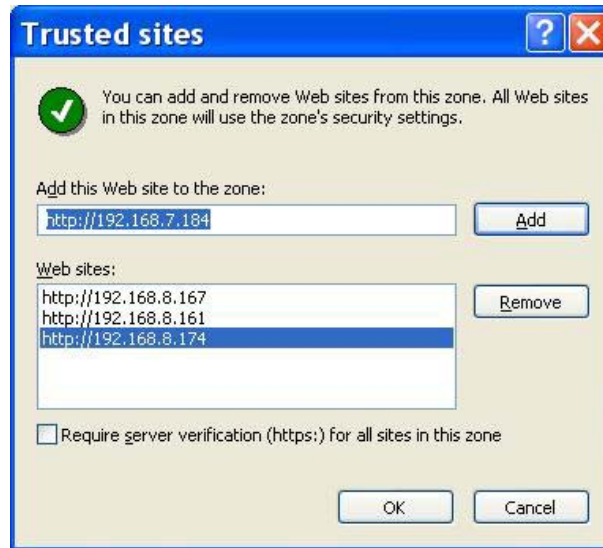 Trusted sites
You can add and remove Web sites from this zone. All Web sites
in this zone will use the zone's security settings.
Add this Web site to the zone:
http://192.168.7.184
Add
Web sites:
http://192.168.8.167
http://192.168.8.161
http://192.168.8.174
Remove
Require server verification (https:) for all sites in this zone
OK
Cancel